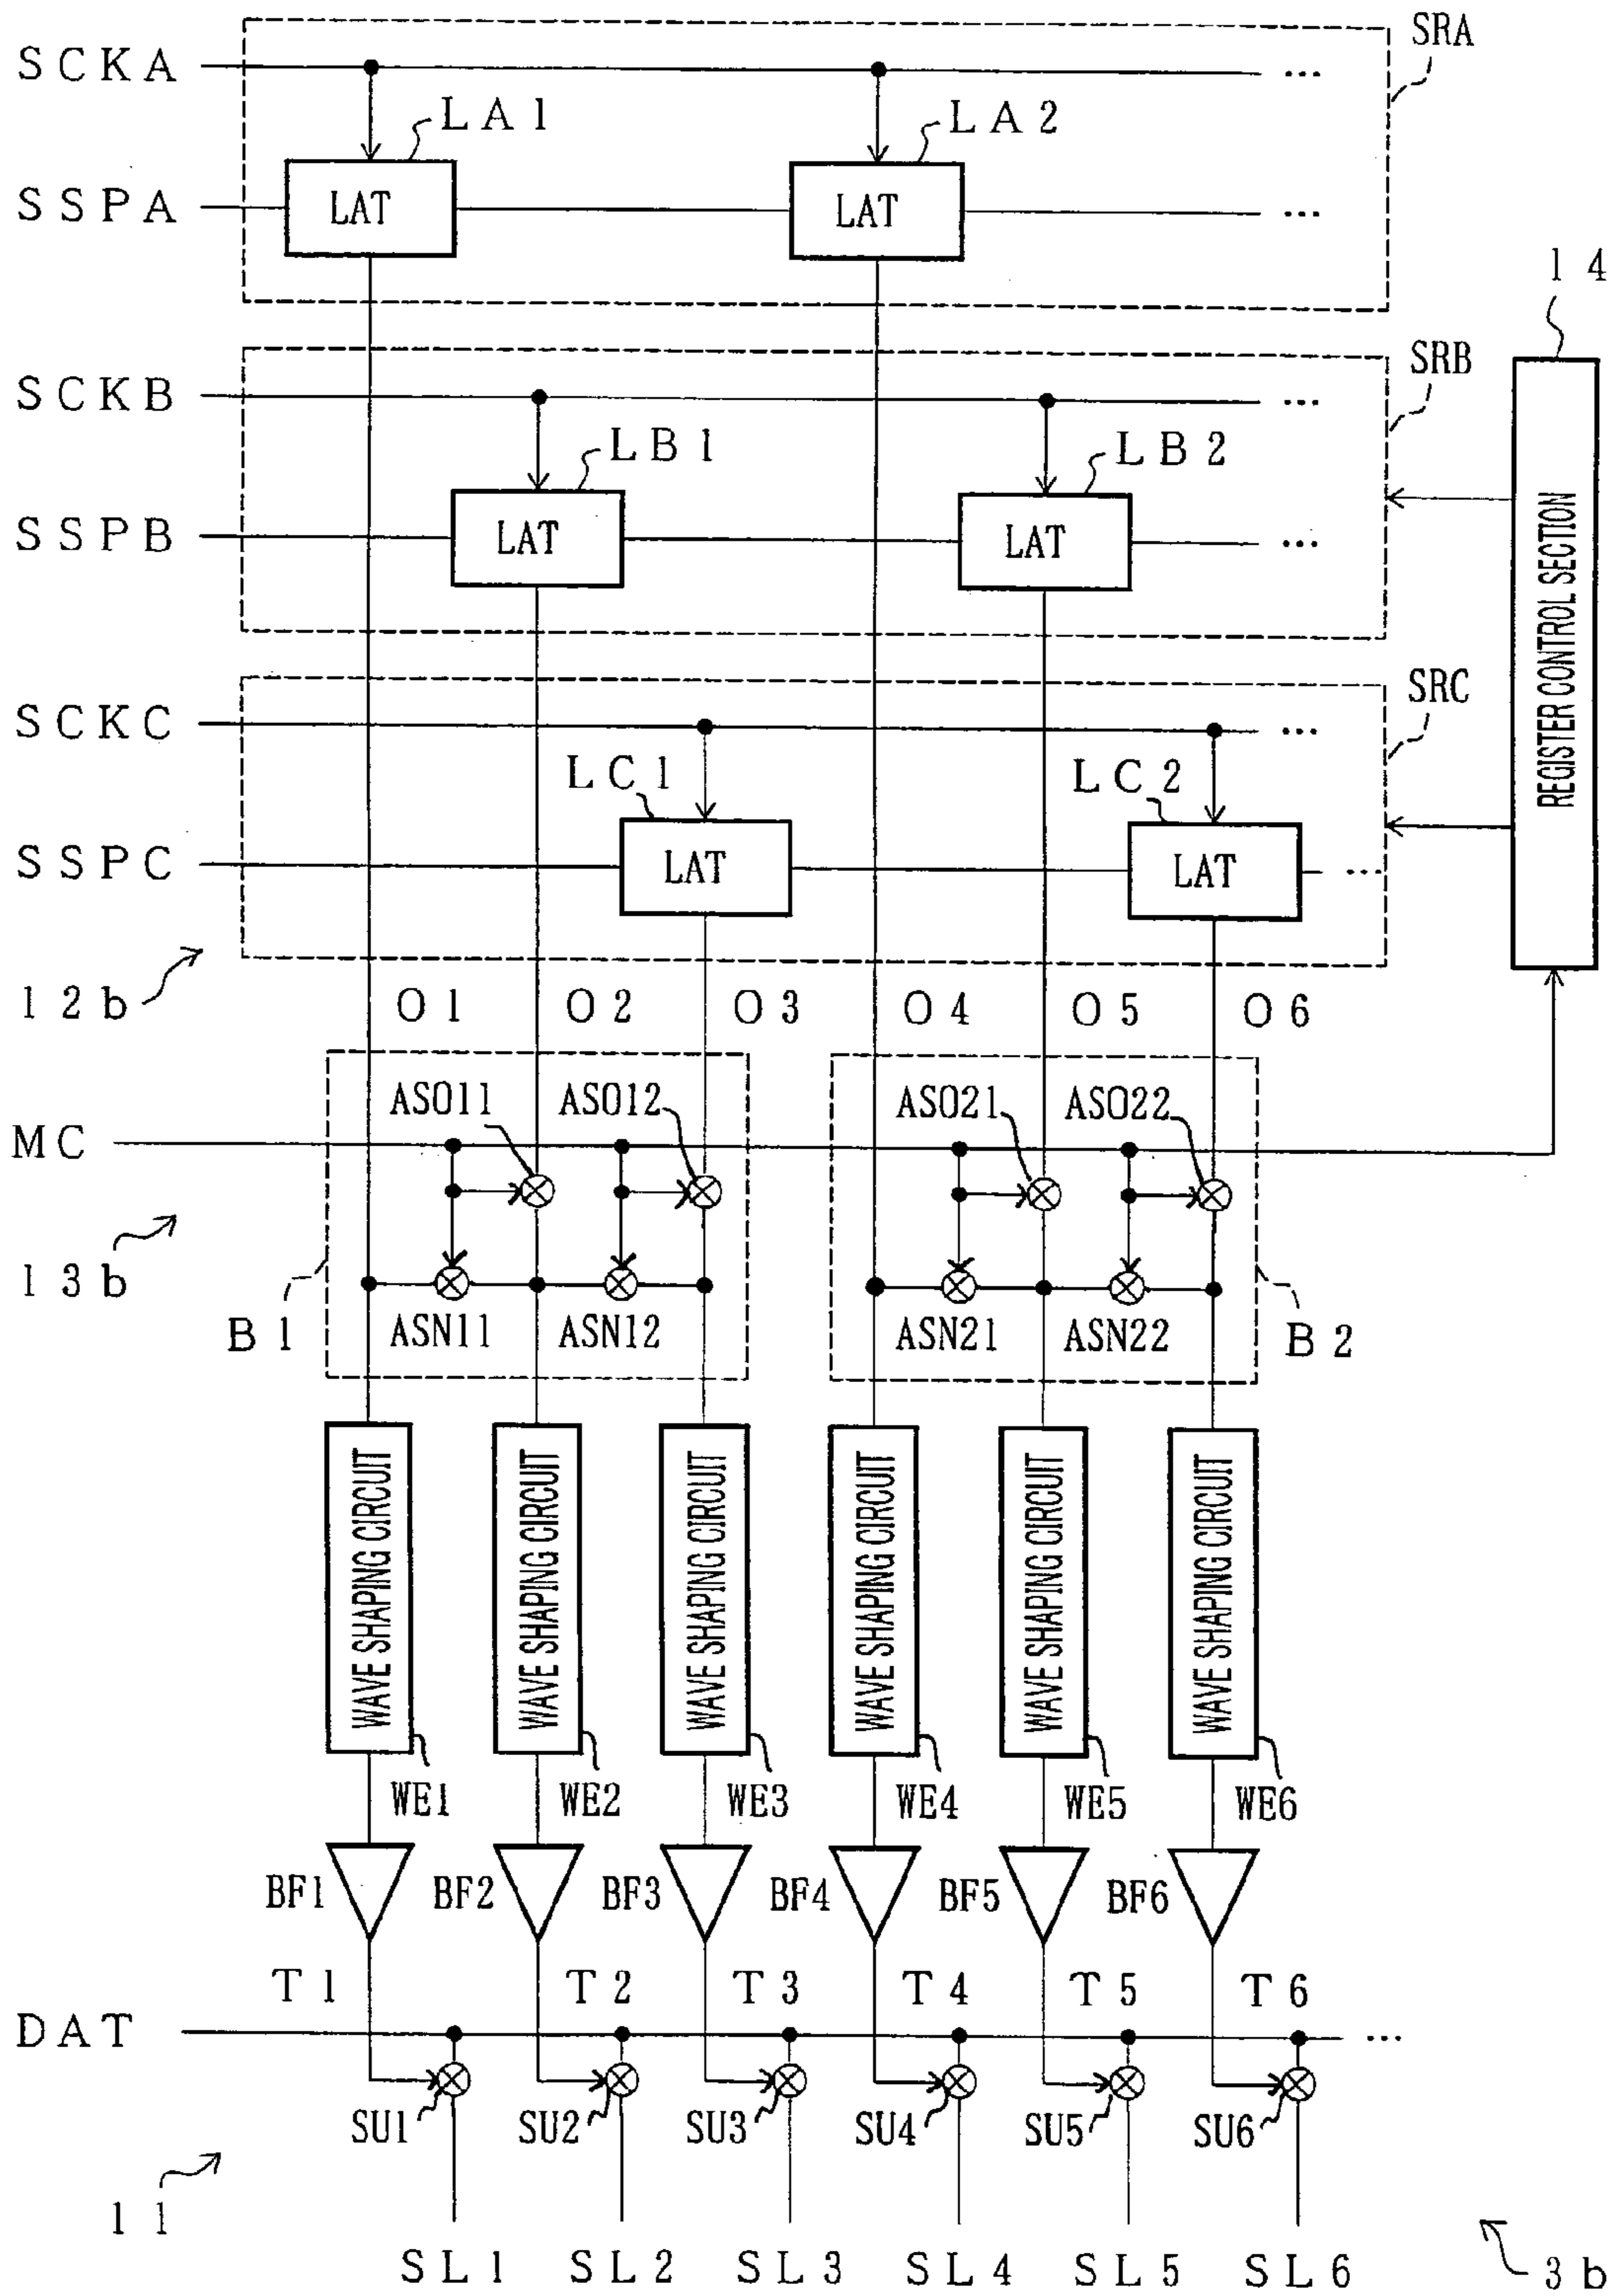 SRA
SCKA
...
LA1
LA2
SSPA
LAT
LAT
...
14
SRB
SCKB
...
LB1
LB2
SSPB
LAT
LAT
...
REGISTER CONTROL SECTION
SRC
SCKC
...
LC1
LC2
SSPC
LAT
LAT
...
12b
O1
O2
O3
O4
O5
O6
ASO11
ASO12
ASO21
ASO22
MC
13b
B1
ASN11
ASN12
ASN21
ASN22
B2
WAVE SHAPING CIRCUIT
WAVE SHAPING CIRCUIT
WAVE SHAPING CIRCUIT
WAVE SHAPING CIRCUIT
WAVE SHAPING CIRCUIT
WAVE SHAPING CIRCUIT
WE1
WE2
WE3
WE4
WE5
WE6
BF1
BF2
BF3
BF4
BF5
BF6
T1
T2
T3
T4
T5
T6
DAT
...
SU1
SU2
SU3
SU4
SU5
SU6
11
SL1
SL2
SL3
SL4
SL5
SL6
3b